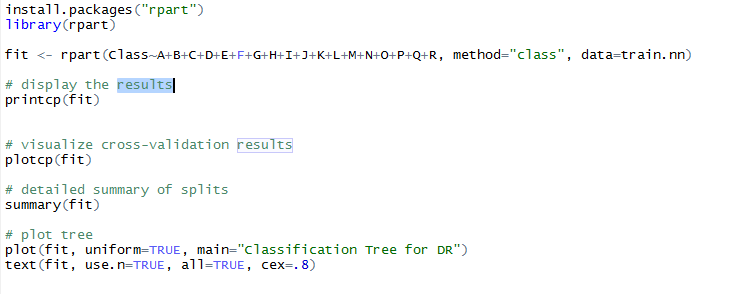 install.packages("rpart")
library(rpart)
fit <- rpart(Class~A+B+C+D+E+F+G+H+I+J+K+L+M+N+O+P+Q+R, method="class", data=train.nn)
# display the results
printcp(fit)
# visualize cross-validation results
plotcp(fit)
# detailed summary of splits
summary(fit)
# plot tree
plot(fit, uniform=TRUE, main="Classification Tree for DR")
text(fit, use.n=TRUE, all=TRUE, cex=.8)